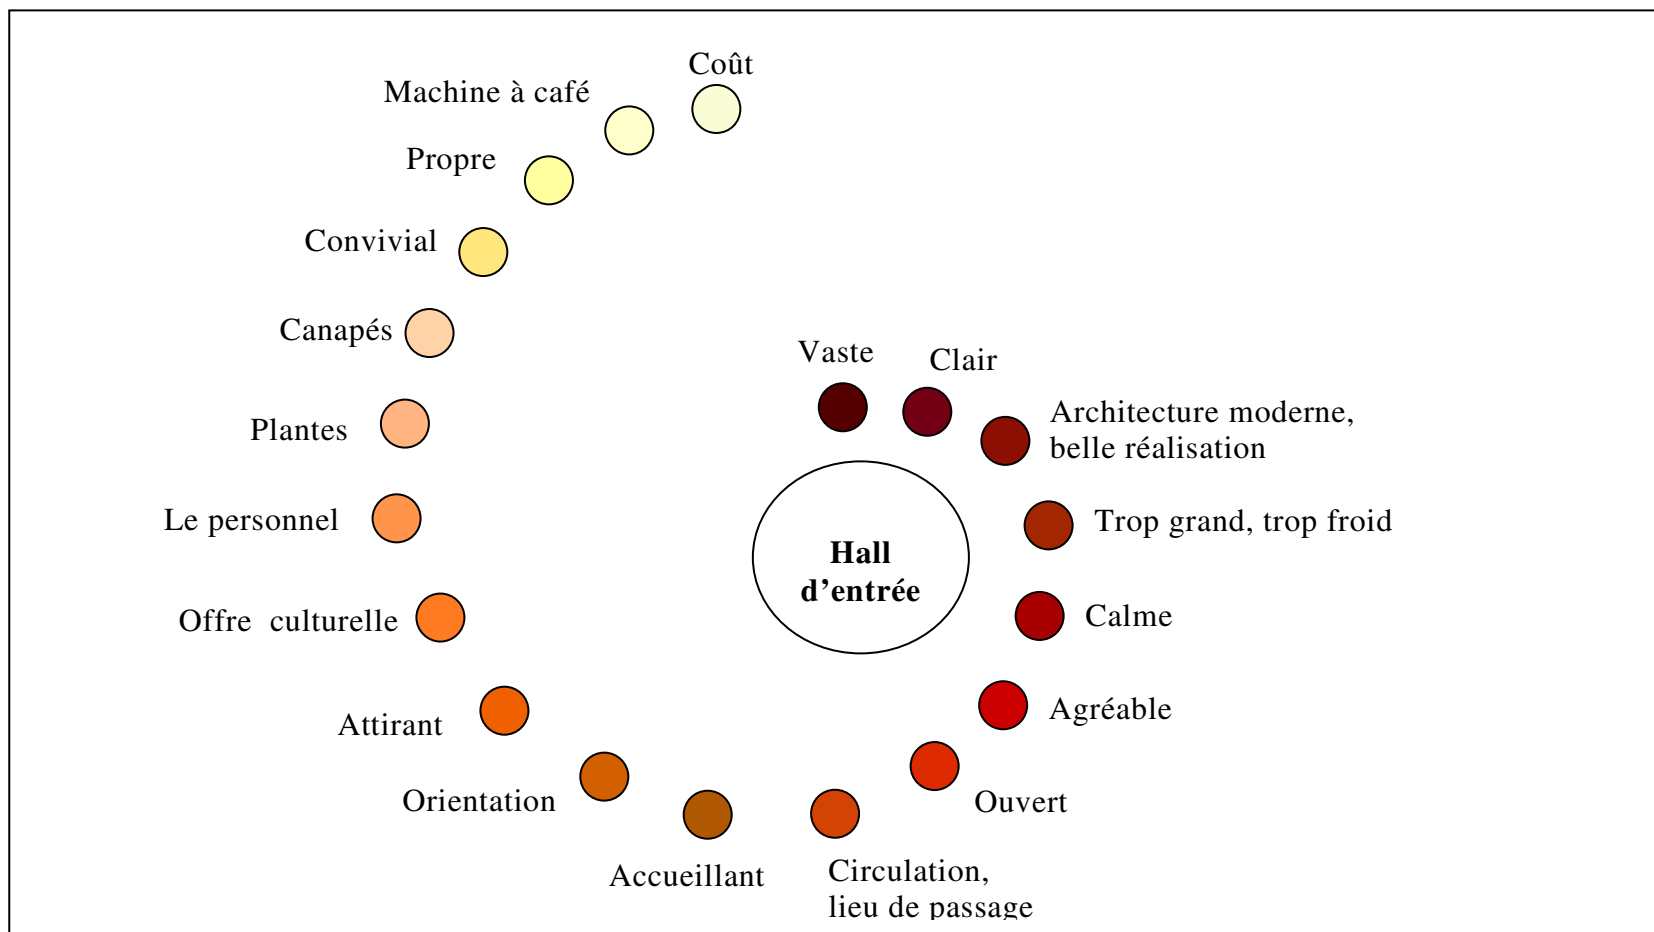 Coût
Machine à café
Propre
Convivial
Canapés
Vaste
Clair
Architecture moderne,
belle réalisation
Plantes
Le personnel
Trop grand, trop froid
Hall
d’entrée
Offre culturelle
Calme
Attirant
Agréable
Orientation
Ouvert
Accueillant
Circulation,
lieu de passage